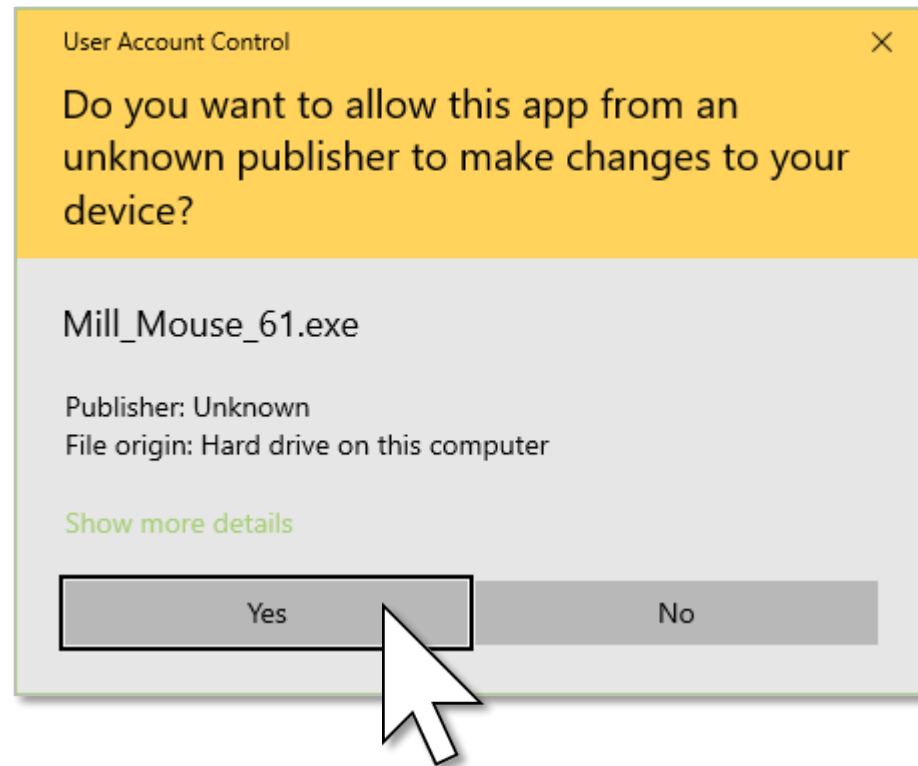 User Account Control
Do you want to allow this app from an
unknown publisher to make changes to your
device?
Mill_Mouse_61.exe
Publisher: Unknown
File origin: Hard drive on this computer
Show more details
Yes No